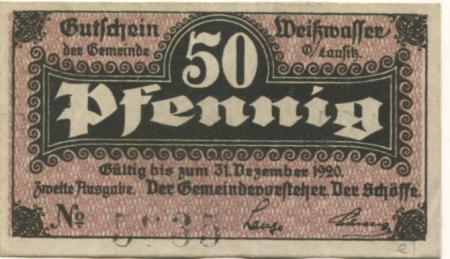 Gutschein 50 Weißwasser
der Gemeinde O/Lausitz.
Pfennig
Gültig bis zum 31. Dezember 1920.
Zweite Ausgabe. Der Gemeindevorsteher. Der Schöffe.
No
Lange
e